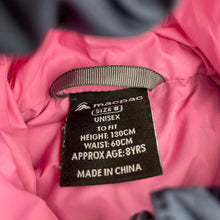 macpac
SIZE 8
UNISEX
TO FIT
HEIGHT: 130CM
WAIST: 60CM
APPROX AGE: 8YRS
MADE IN CHINA